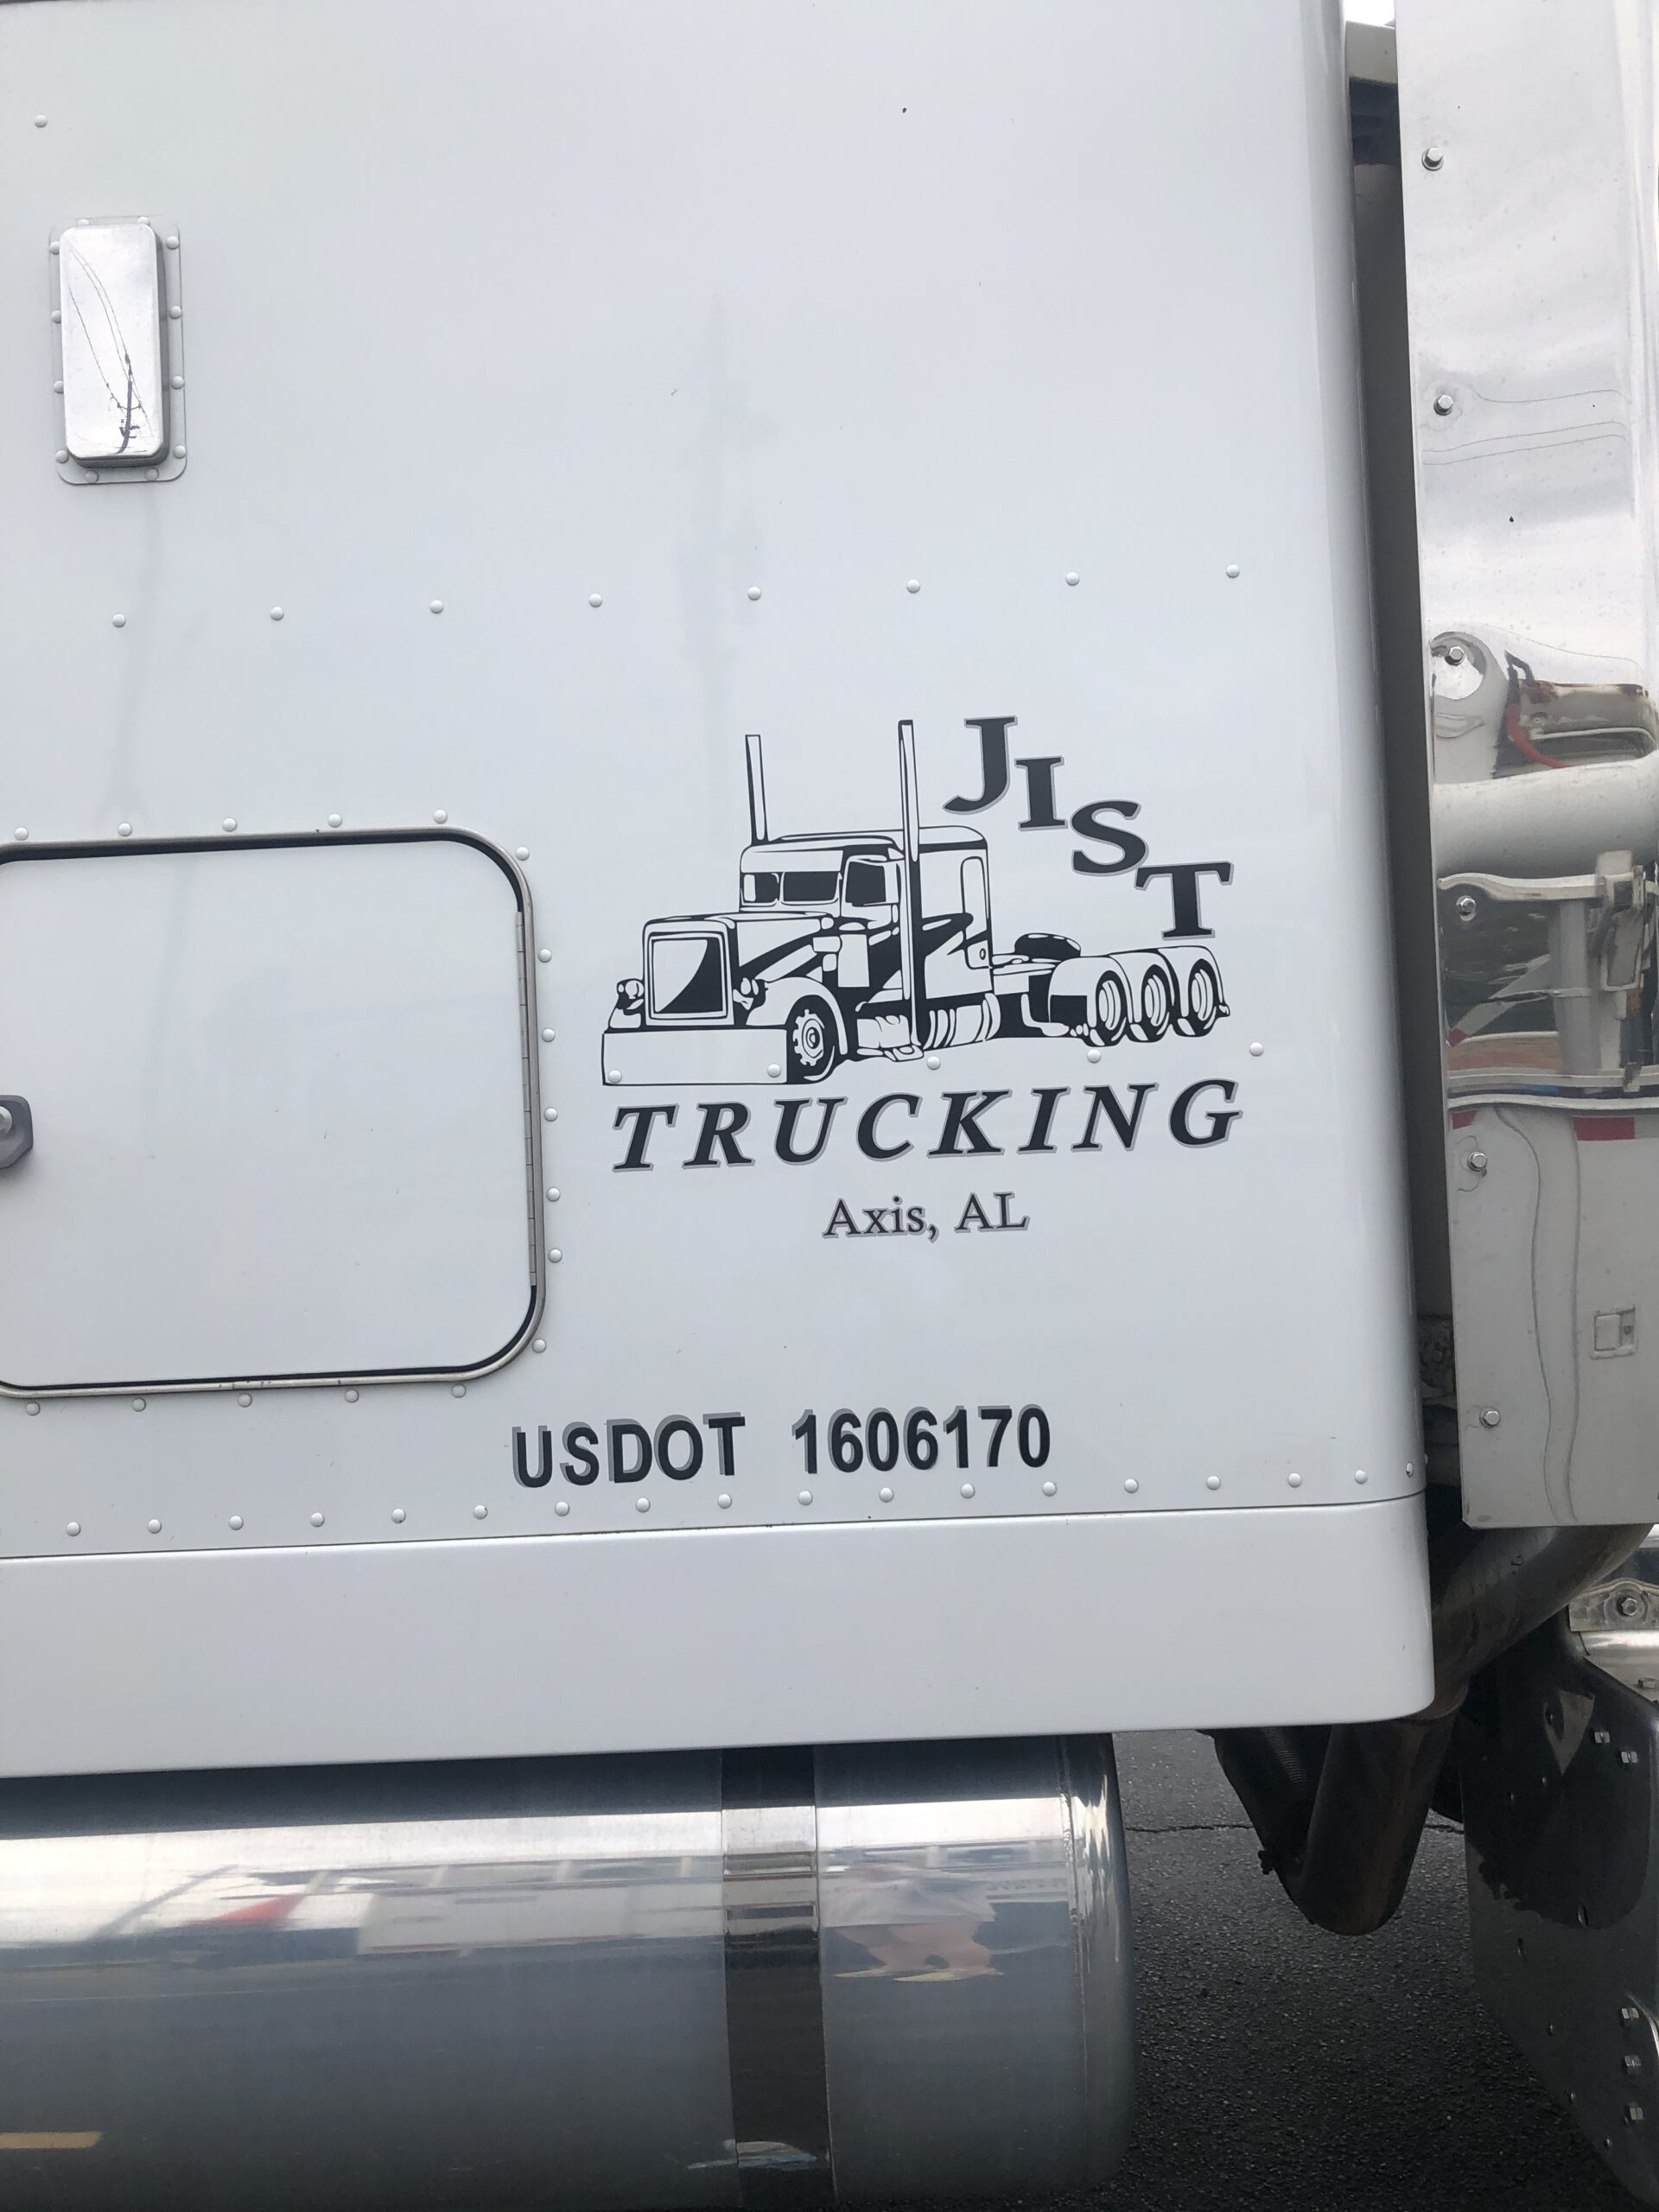 JIST
TRUCKING
Axis, AL
USDOT 1606170